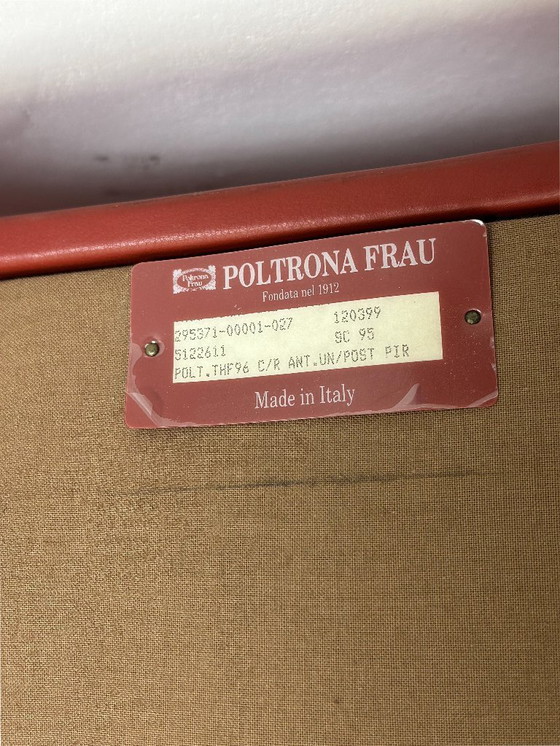 Poltrona
Frau
POLTRONA FRAU
Fondata nel 1912
295371-00001-027 120399
5122611 SC 95
POLT.THF96 C/R ANT.UN/POST PIR
Made in Italy